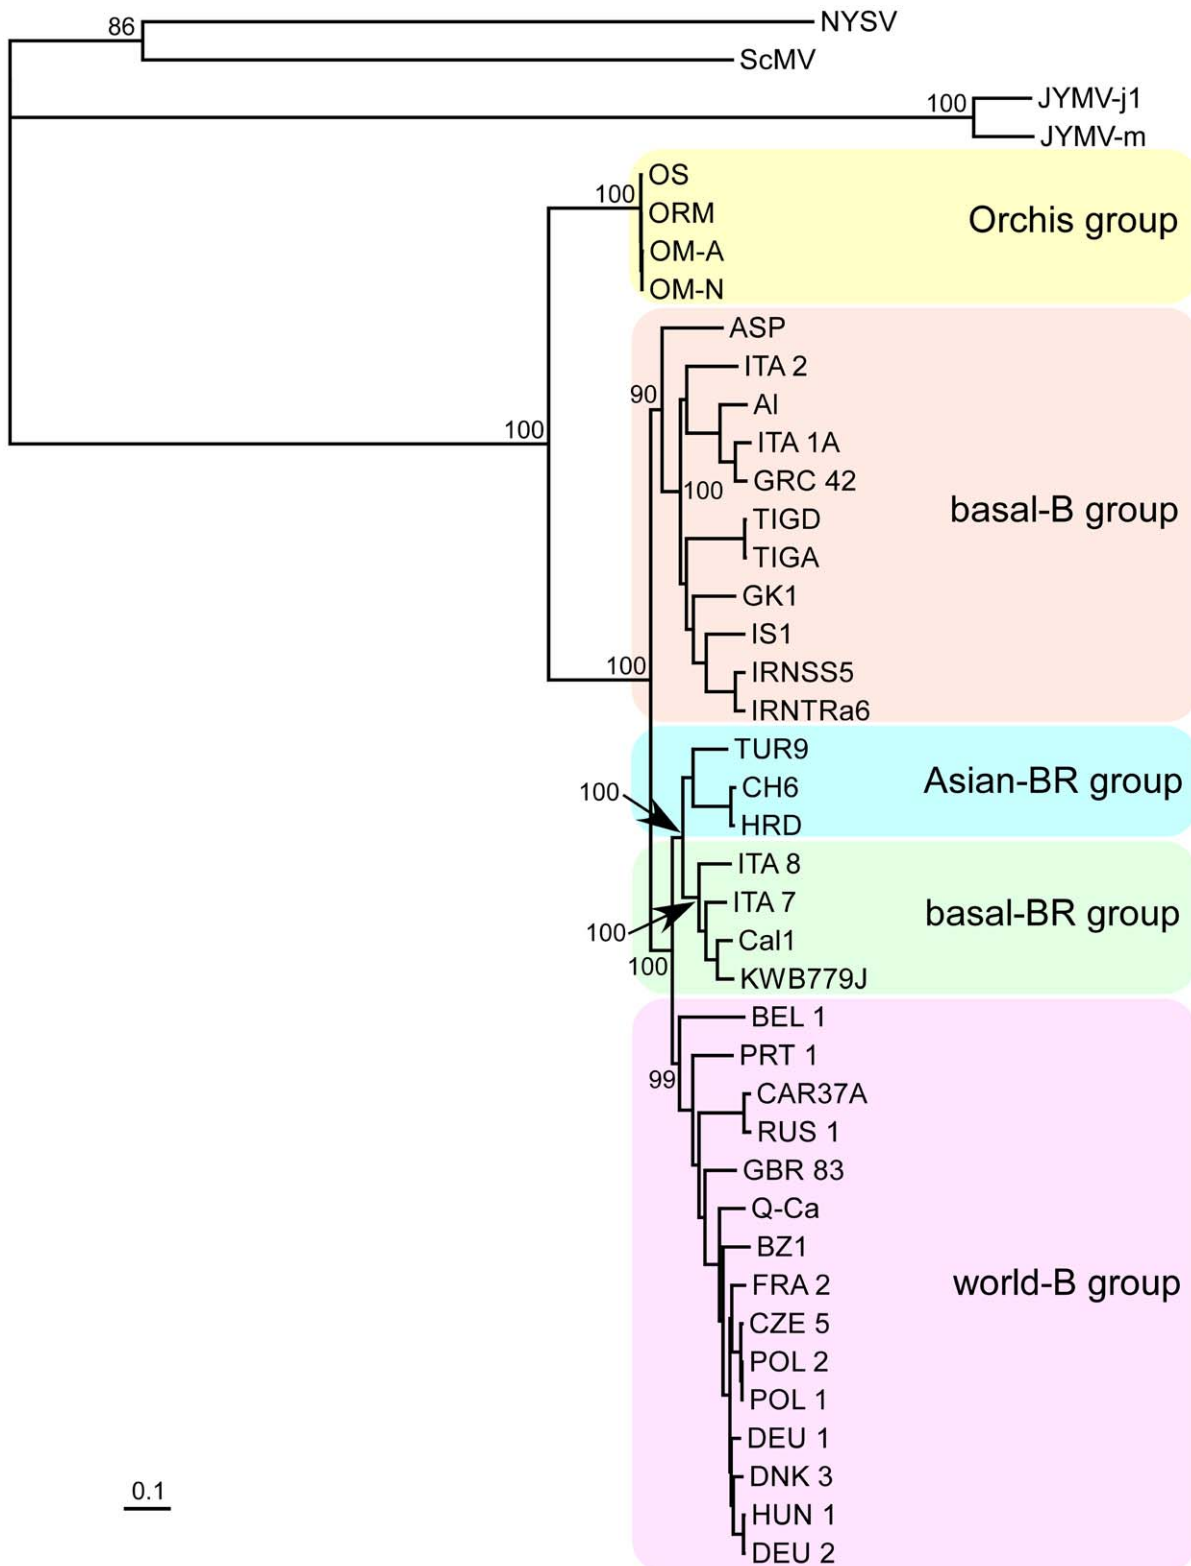 86
NYSV
ScMV
100
JYMV-j1
JYMV-m
OS
100
ORM
Orchis group
OM-A
OM-N
ASP
ITA 2
90
AI
100
ITA 1A
GRC 42
100
basal-B group
TIGD
TIGA
GK1
IS1
100
IRNSS5
IRNTRa6
TUR9
100
CH6
Asian-BR group
HRD
ITA 8
ITA 7
basal-BR group
100
Cal1
100
KWB779J
BEL 1
PRT 1
99
CAR37A
RUS 1
GBR 83
Q-Ca
BZ1
FRA 2
world-B group
CZE 5
POL 2
POL 1
DEU 1
DNK 3
0.1
HUN 1
DEU 2